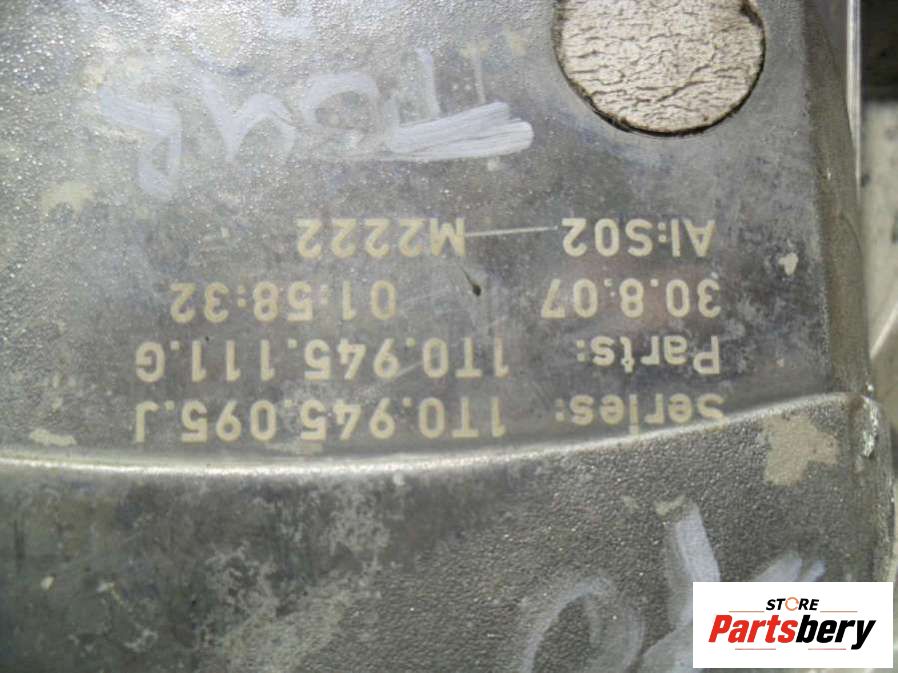 Series: 1T0.945.095.J
Parts: 1T0.945.111.G
30.8.07 01:58:32
AI:S02 M2222
STORE
Partsbery